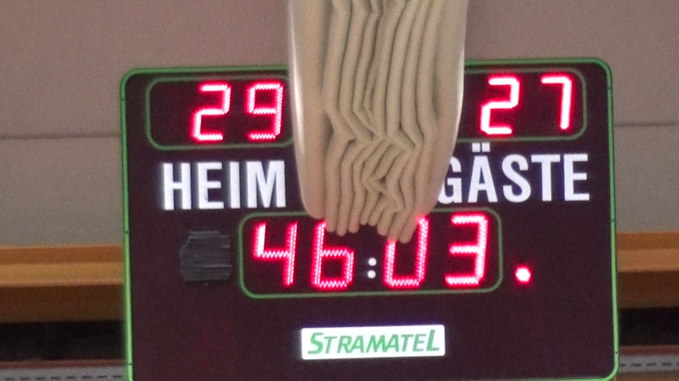 29 27
HEIM GÄSTE
46:03.
STRAMATEL